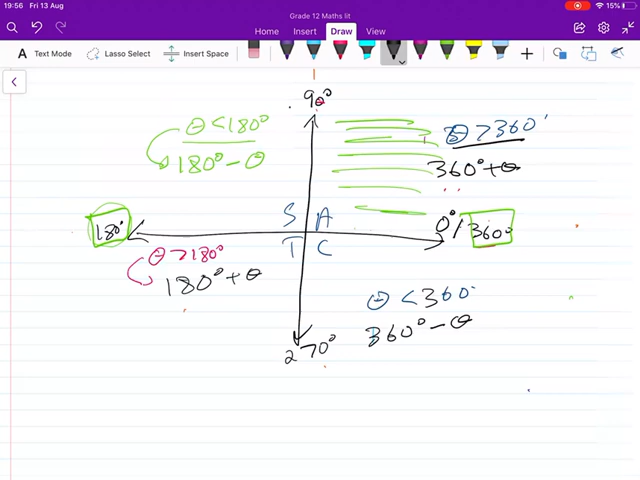 19:56 Fri 13 Aug
Grade 12 Maths lit
15%
Home Insert Draw View
A Text Mode
Lasso Select
Insert Space
90°
θ < 180°
180° - θ
θ > 360°
360° + θ
S A
T C
180°
0° / 360°
θ > 180°
180° + θ
θ < 360°
360° - θ
270°